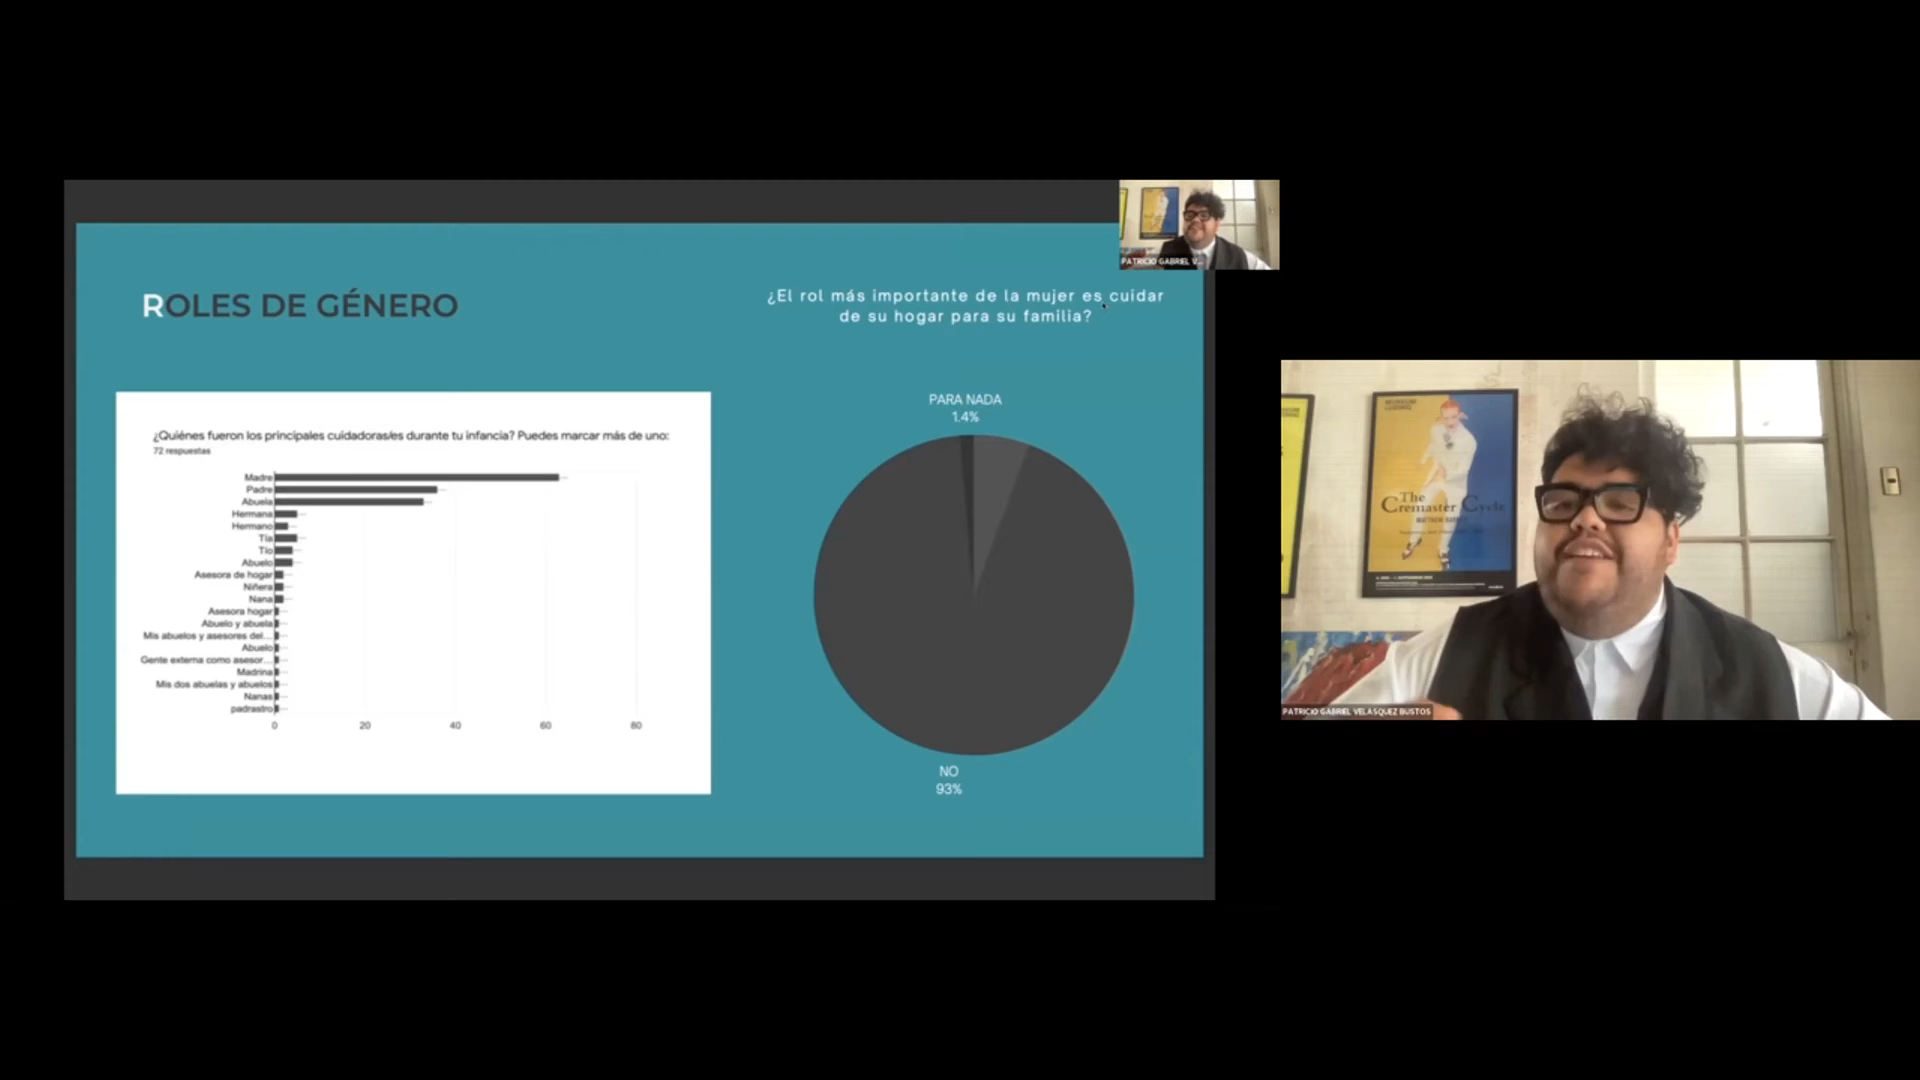 PATRICIO GABRIEL V...
ROLES DE GÉNERO
¿El rol más importante de la mujer es cuidar
de su hogar para su familia?
¿Quiénes fueron los principales cuidadoras/es durante tu infancia? Puedes marcar más de uno:
72 respuestas
Madre
Padre
Abuela
Hermana
Hermano
Tía
Tío
Abuelo
Asesora de hogar
Niñera
Nana
Asesora hogar
Abuelo y abuela
Mis abuelos y asesores del...
Abuelo
Gente externa como asesor...
Madrina
Mis dos abuelas y abuelos
Nanas
padrastro
0 20 40 60 80
PARA NADA
1.4%
NO
93%
MUSEUM
LUDWIG
The
Cremaster Cycle
PATRICIO GABRIEL VELASQUEZ BUSTOS